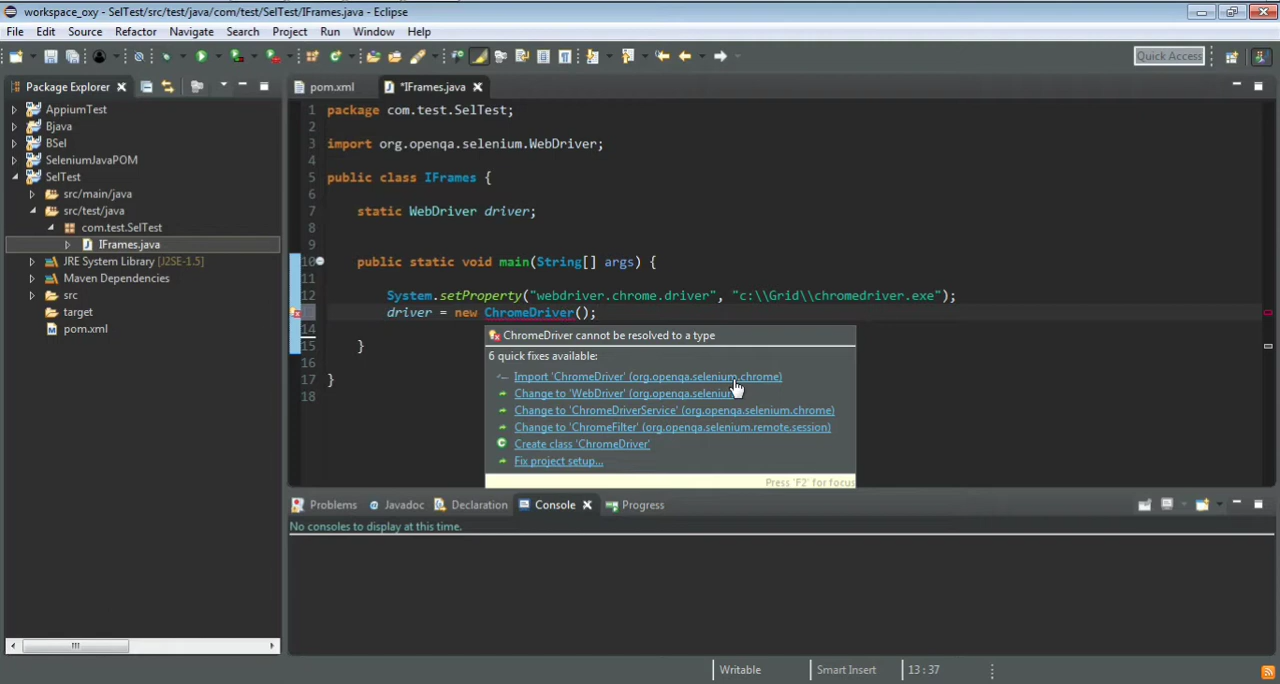 workspace_oxy - SelTest/src/test/java/com/test/SelTest/IFrames.java - Eclipse
File Edit Source Refactor Navigate Search Project Run Window Help
Quick Access
Package Explorer
pom.xml
*IFrames.java
AppiumTest
Bjava
BSel
SeleniumJavaPOM
SelTest
src/main/java
src/test/java
com.test.SelTest
IFrames.java
JRE System Library [J2SE-1.5]
Maven Dependencies
src
target
pom.xml
1 package com.test.SelTest;
2
3 import org.openqa.selenium.WebDriver;
4
5 public class IFrames {
6
7 static WebDriver driver;
8
9
10 public static void main(String[] args) {
11
12 System.setProperty("webdriver.chrome.driver", "c:\\Grid\\chromedriver.exe");
driver = new ChromeDriver();
14
15 }
16
17 }
18
ChromeDriver cannot be resolved to a type
6 quick fixes available:
Import 'ChromeDriver' (org.openqa.selenium.chrome)
Change to 'WebDriver' (org.openqa.selenium)
Change to 'ChromeDriverService' (org.openqa.selenium.chrome)
Change to 'ChromeFilter' (org.openqa.selenium.remote.session)
Create class 'ChromeDriver'
Fix project setup...
Press 'F2' for focus
Problems Javadoc Declaration Console Progress
No consoles to display at this time.
Writable Smart Insert 13 : 37